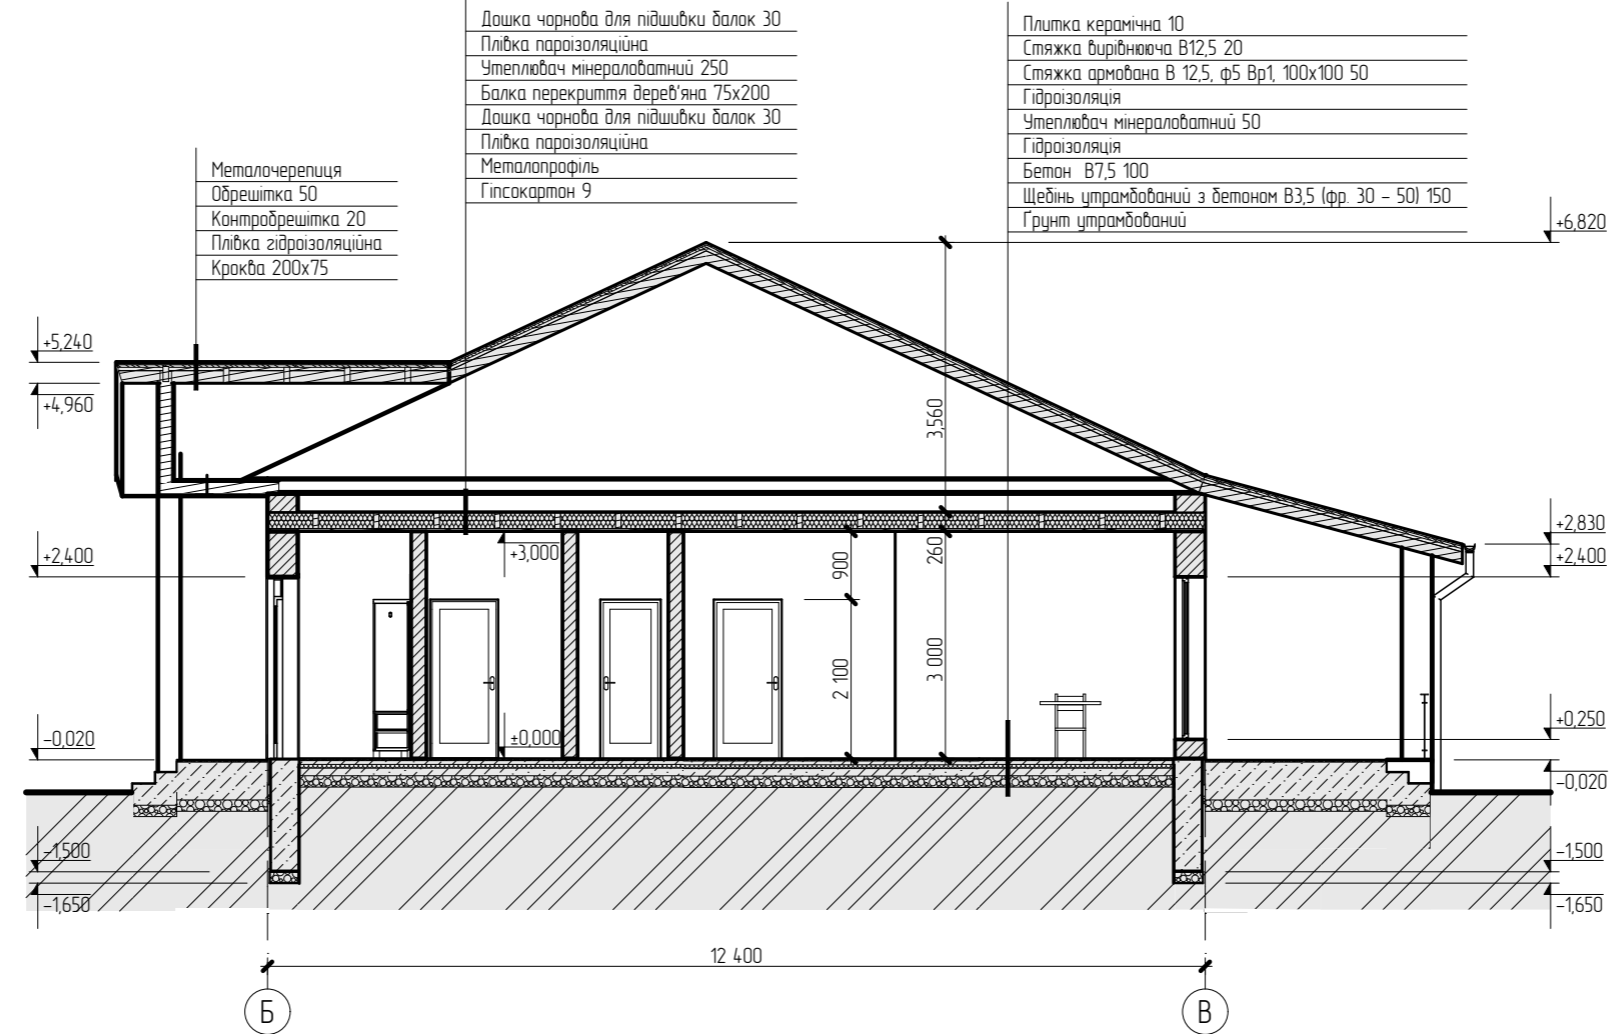 Дошка чорнова для підшивки балок 30
Плівка пароізоляційна
Утеплювач мінераловатний 250
Балка перекриття дерев'яна 75х200
Дошка чорнова для підшивки балок 30
Плівка пароізоляційна
Металопрофіль
Гіпсокартон 9
Плитка керамічна 10
Стяжка вирівнююча В12,5 20
Стяжка армована В 12,5, ф5 Вр1, 100х100 50
Гідроізоляція
Утеплювач мінераловатний 50
Гідроізоляція
Бетон В7,5 100
Щебінь утрамбований з бетоном В3,5 (фр. 30 – 50) 150
Ґрунт утрамбований
Металочерепиця
Обрешітка 50
Контробрешітка 20
Плівка гідроізоляційна
Кроква 200х75
+6,820
+5,240
+4,960
3,560
+2,830
+2,400
+2,400
+3,000
900
260
2 100
3 000
±0,000
-0,020
+0,250
-0,020
-1,500
-1,650
-1,500
-1,650
12 400
Б
В